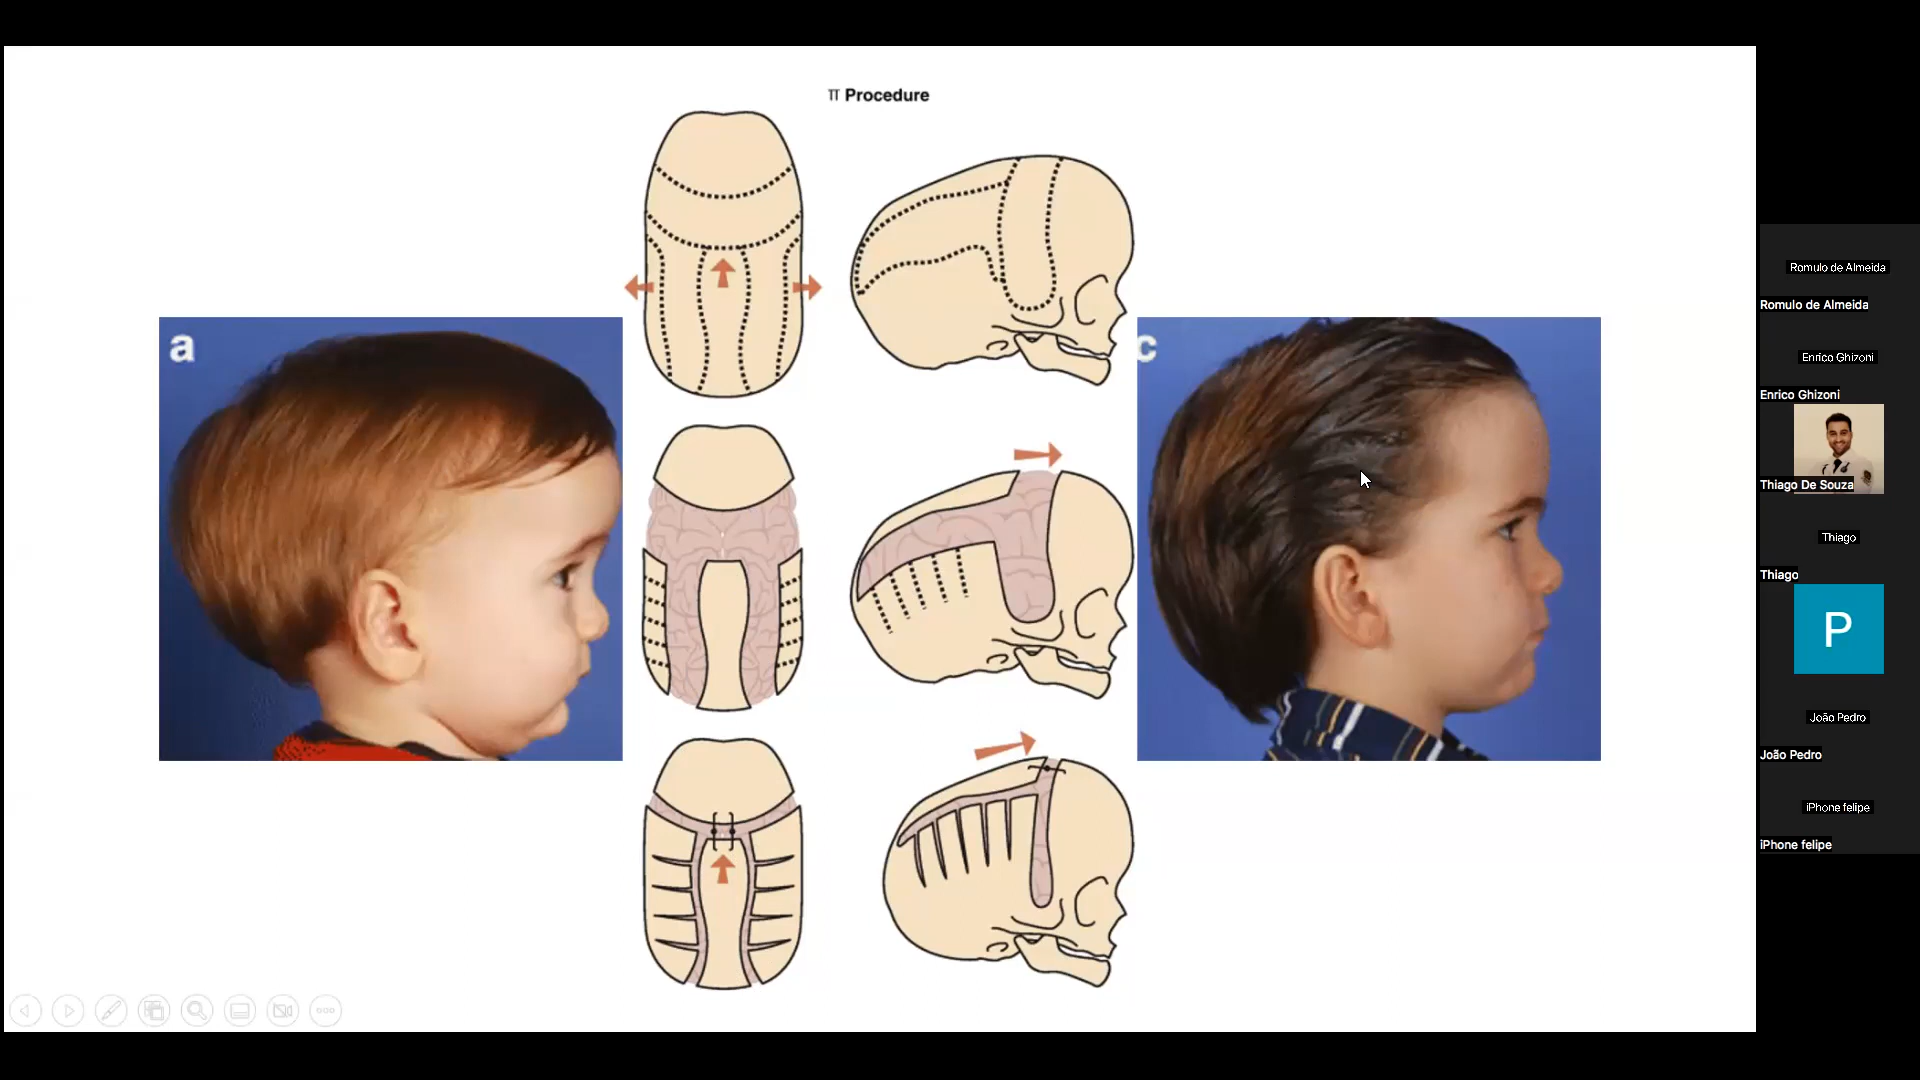 π Procedure
a
c
Romulo de Almeida
Romulo de Almeida
Enrico Ghizoni
Enrico Ghizoni
Thiago De Souza
Thiago
Thiago
P
João Pedro
João Pedro
iPhone felipe
iPhone felipe